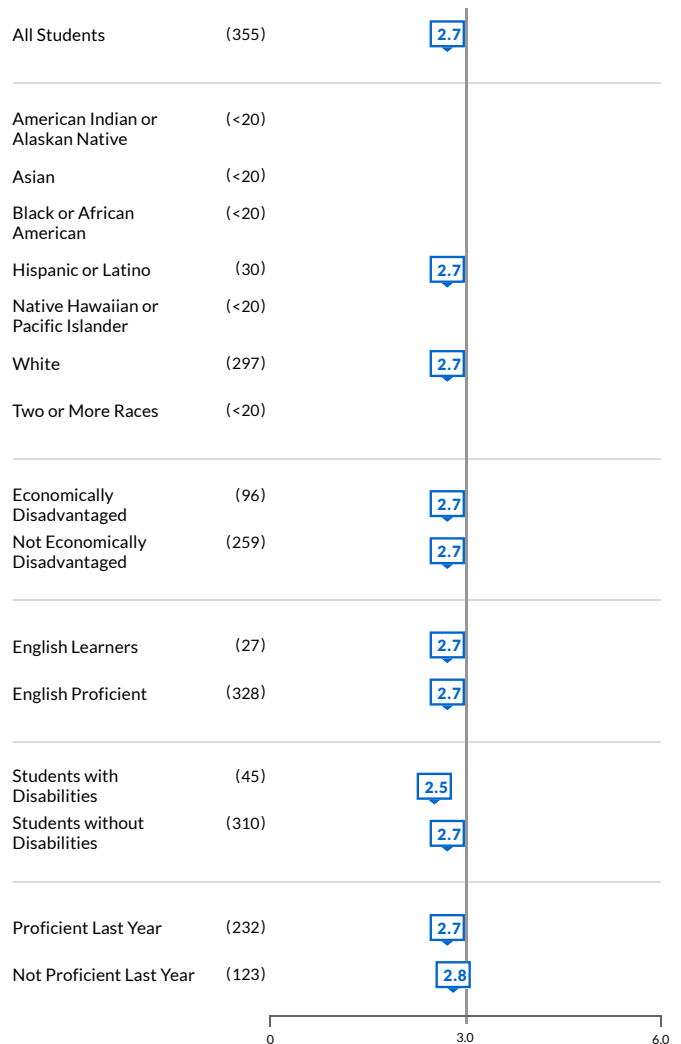 All Students (355) 2.7
American Indian or
Alaskan Native (<20)
Asian (<20)
Black or African
American (<20)
Hispanic or Latino (30) 2.7
Native Hawaiian or
Pacific Islander (<20)
White (297) 2.7
Two or More Races (<20)
Economically
Disadvantaged (96) 2.7
Not Economically
Disadvantaged (259) 2.7
English Learners (27) 2.7
English Proficient (328) 2.7
Students with
Disabilities (45) 2.5
Students without
Disabilities (310) 2.7
Proficient Last Year (232) 2.7
Not Proficient Last Year (123) 2.8
0 3.0 6.0